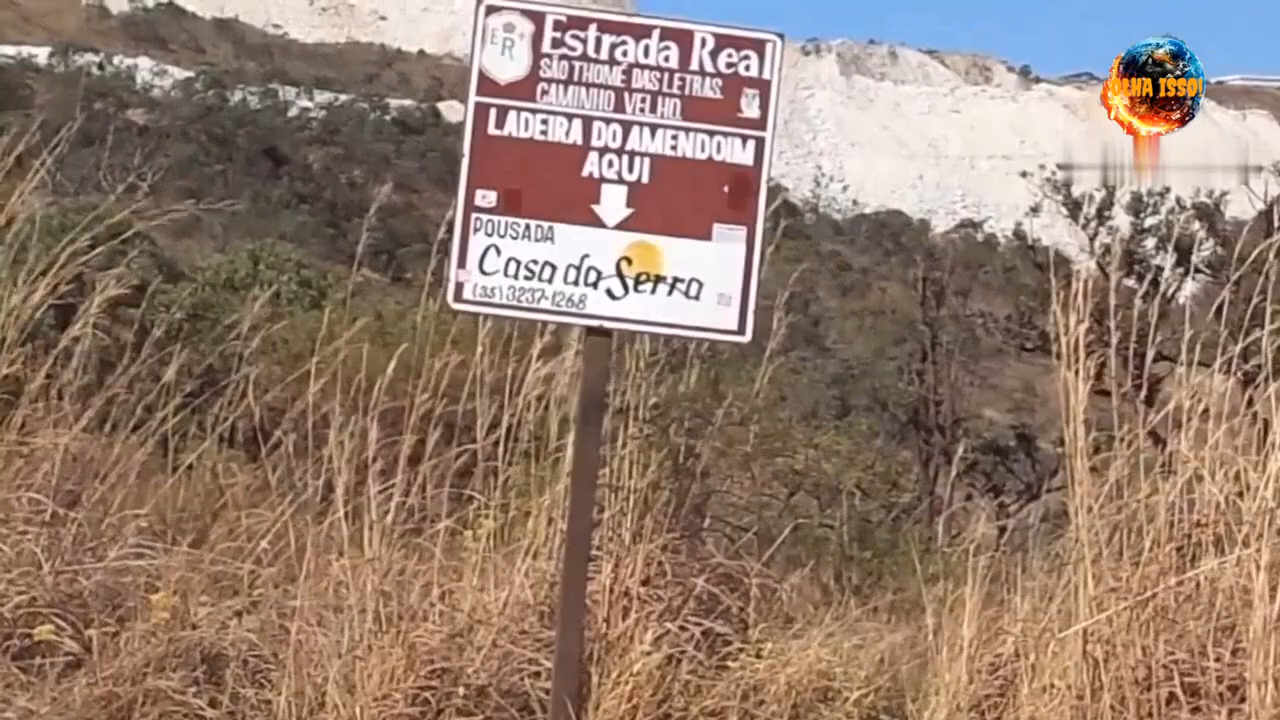 ER
Estrada Real
SÃO THOMÉ DAS LETRAS
CAMINHO VELHO
LADEIRA DO AMENDOIM
AQUI
POUSADA
Casa da Serra
(35) 3237-1268
OLHA ISSO!